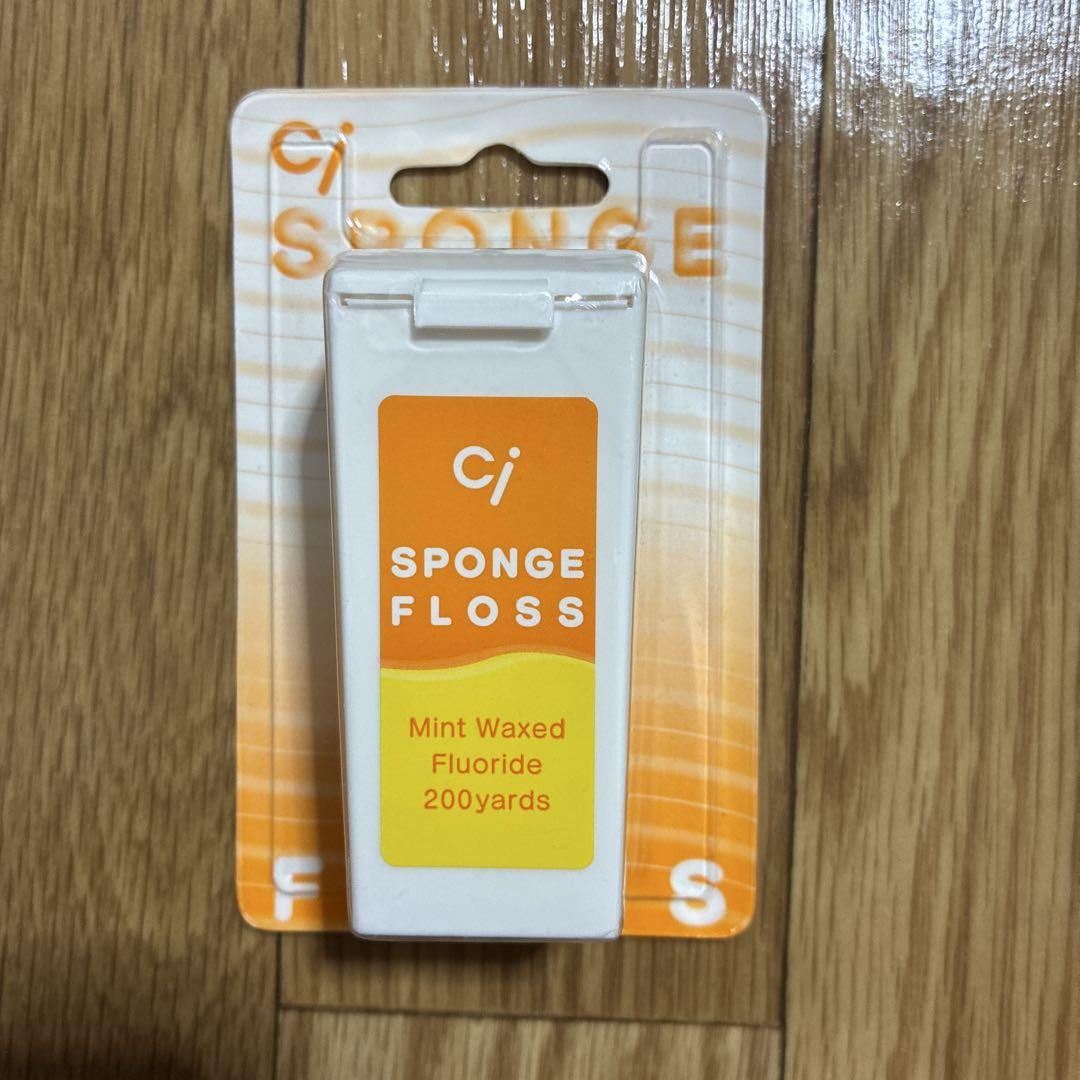 Ci
SPONGE
Ci
SPONGE
FLOSS
Mint Waxed
Fluoride
200yards
F S